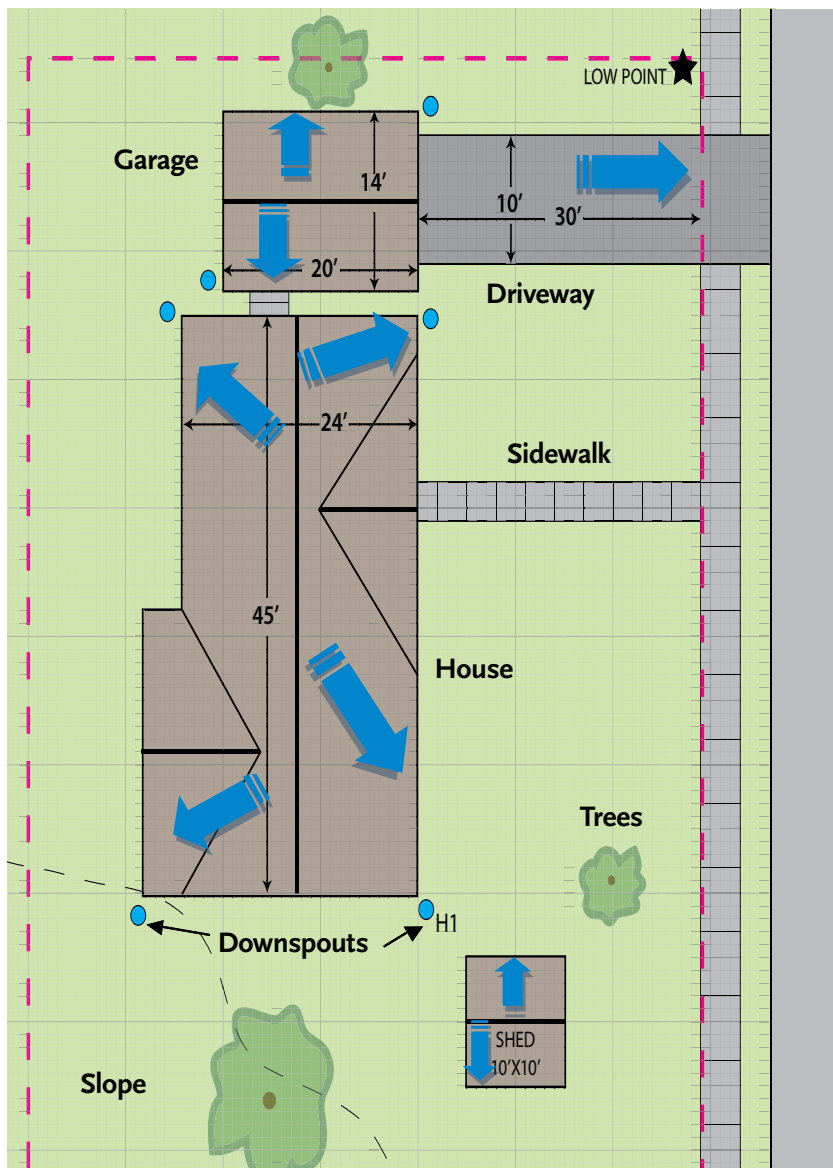 LOW POINT
Garage
14’
10’
30’
20’
Driveway
24’
Sidewalk
45’
House
Trees
H1
Downspouts
SHED
10’X10’
Slope